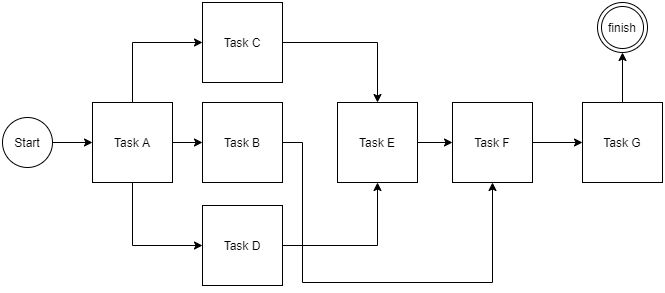 finish
Task C
Start
Task A
Task B
Task E
Task F
Task G
Task D